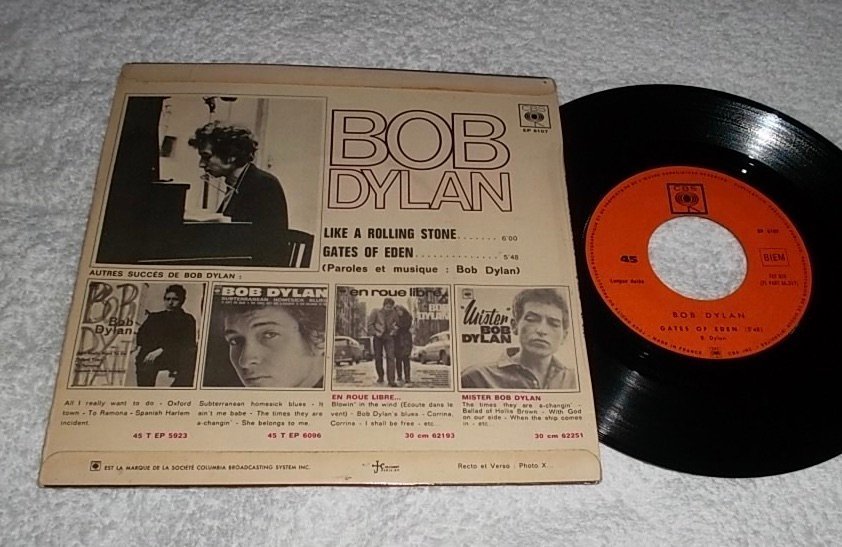 CBS
EP 6107
BOB
DYLAN
LIKE A ROLLING STONE....... 6'00
GATES OF EDEN............... 5'48
(Paroles et musique : Bob Dylan)
AUTRES SUCCÈS DE BOB DYLAN :
BOB
DYLAN
Bob
Dylan
BOB DYLAN
SUBTERRANEAN HOMESICK BLUES
en roue libre
BOB
DYLAN
"Mister"
BOB
DYLAN
All I really want to do - Oxford
town - To Ramona - Spanish Harlem
incident.
45 T EP 5923
Subterranean homesick blues - It
ain't me babe - The times they are
a-changin' - She belongs to me.
45 T EP 6096
EN ROUE LIBRE...
Blowin' in the wind (Ecoute dans le
vent) - Bob Dylan's blues - Corrina,
Corrina - I shall be free - etc.
30 cm 62193
MISTER BOB DYLAN
The times they are a-changin' -
Ballad of Hollis Brown - With God
on our side - When the ship comes
in - etc.
30 cm 62251
EST LA MARQUE DE LA SOCIÉTÉ COLUMBIA BROADCASTING SYSTEM INC.
Recto et Verso : Photo X...
CBS
45
BIEM
BOB DYLAN
GATES OF EDEN (5'48)
B. Dylan
MADE IN FRANCE